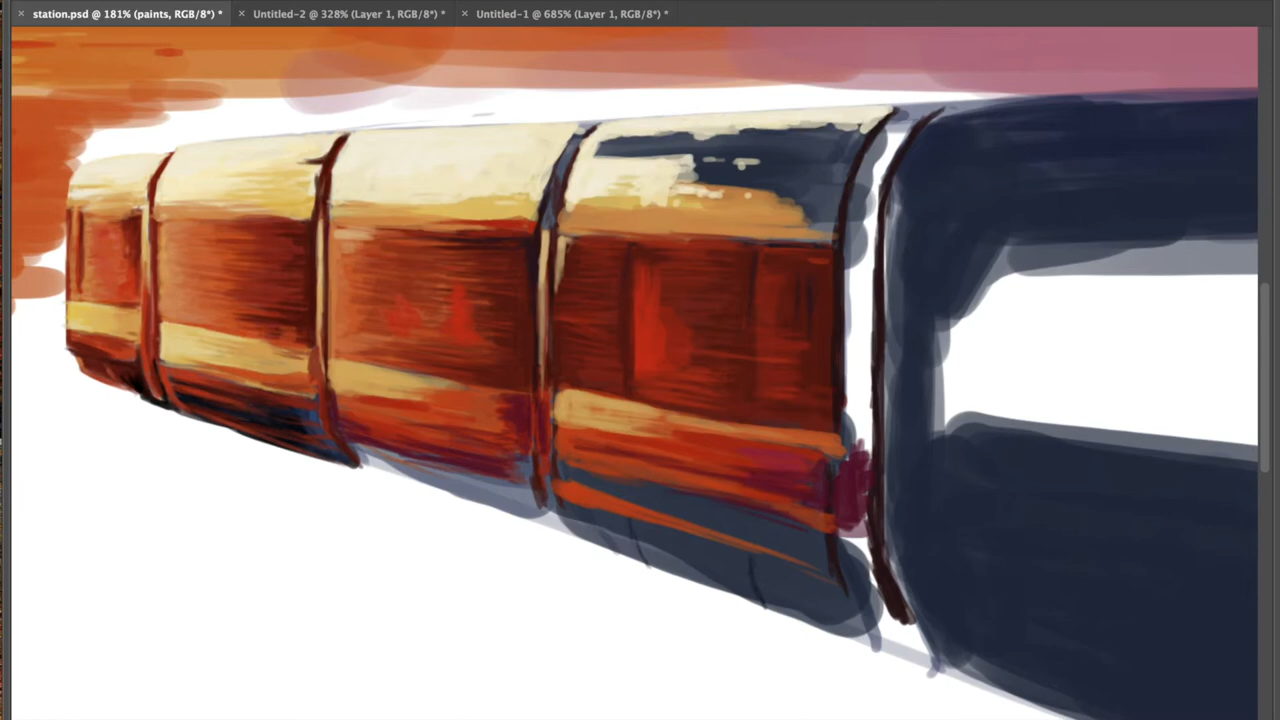 station.psd @ 181% (paints, RGB/8*) *
Untitled-2 @ 328% (Layer 1, RGB/8*) *
Untitled-1 @ 685% (Layer 1, RGB/8*) *